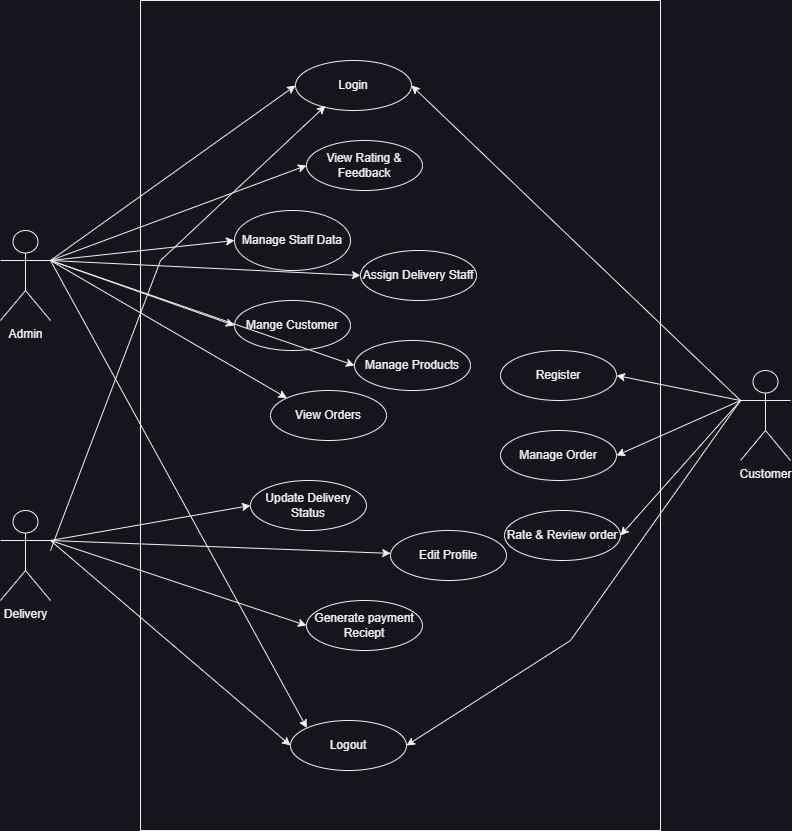 Login
View Rating &
Feedback
Manage Staff Data
Assign Delivery Staff
Admin
Mange Customer
Manage Products
Register
View Orders
Manage Order
Customer
Update Delivery
Status
Rate & Review order
Edit Profile
Delivery
Generate payment
Reciept
Logout